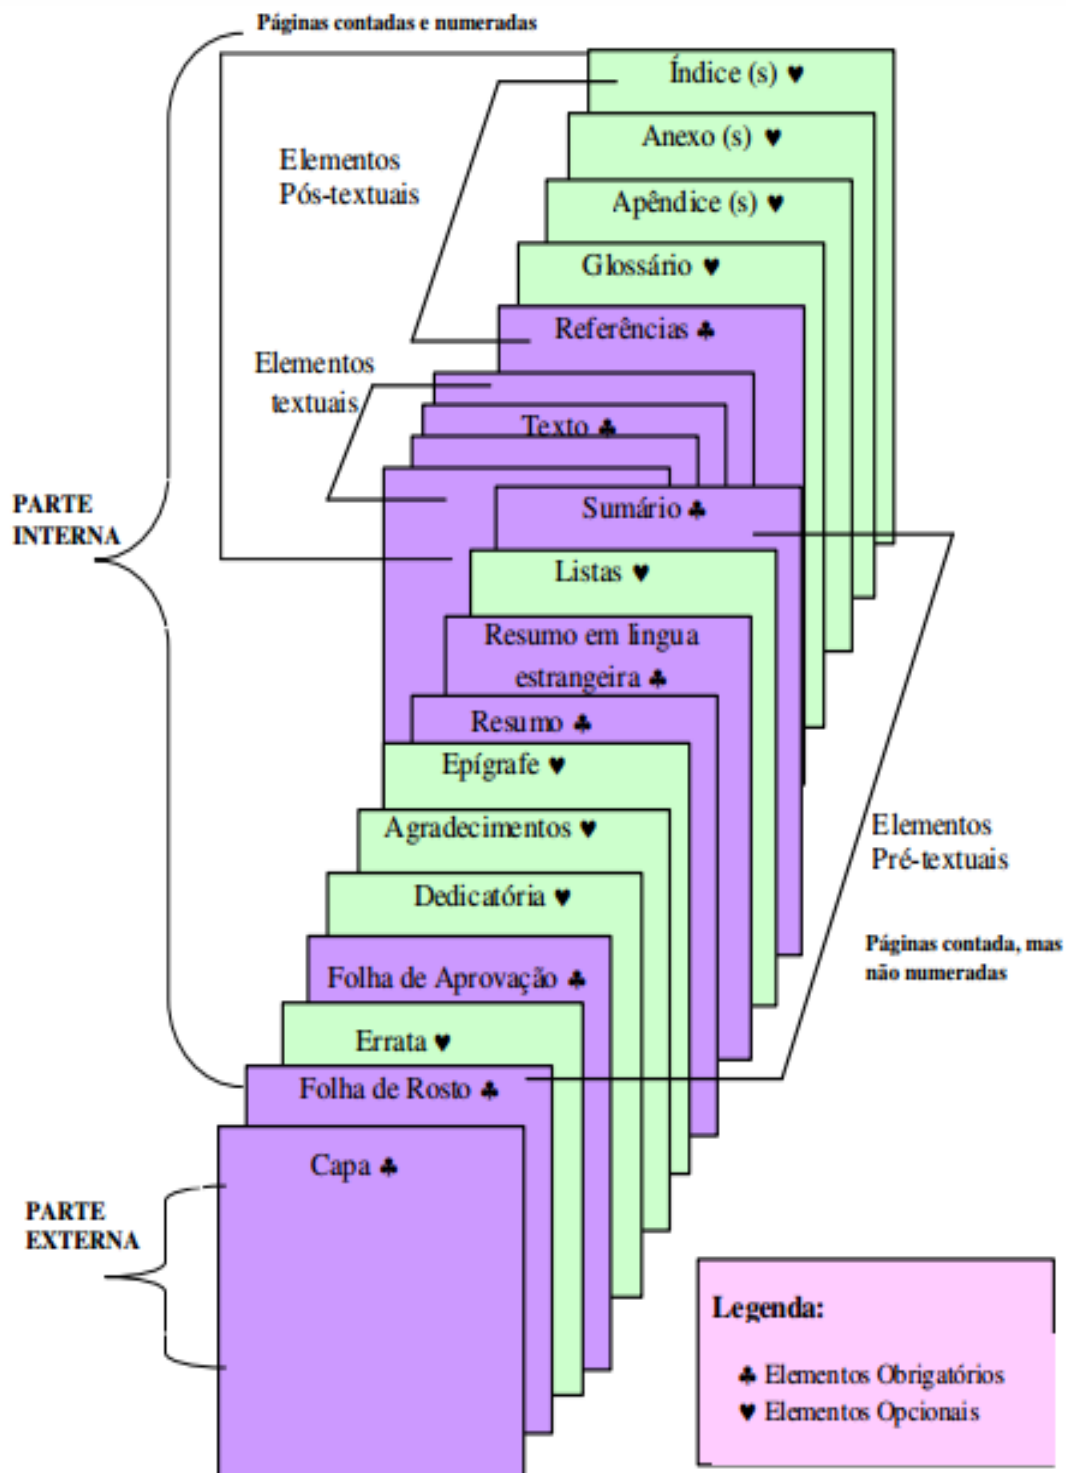 Páginas contadas e numeradas
Índice (s) ♥
Anexo (s) ♥
Elementos
Pós-textuais
Apêndice (s) ♥
Glossário ♥
Referências ♣
Elementos
textuais
Texto ♣
PARTE
INTERNA
Sumário ♣
Listas ♥
Resumo em língua
estrangeira ♣
Resumo ♣
Epígrafe ♥
Agradecimentos ♥
Elementos
Pré-textuais
Dedicatória ♥
Páginas contada, mas
não numeradas
Folha de Aprovação ♣
Errata ♥
Folha de Rosto ♣
Capa ♣
PARTE
EXTERNA
Legenda:
♣ Elementos Obrigatórios
♥ Elementos Opcionais